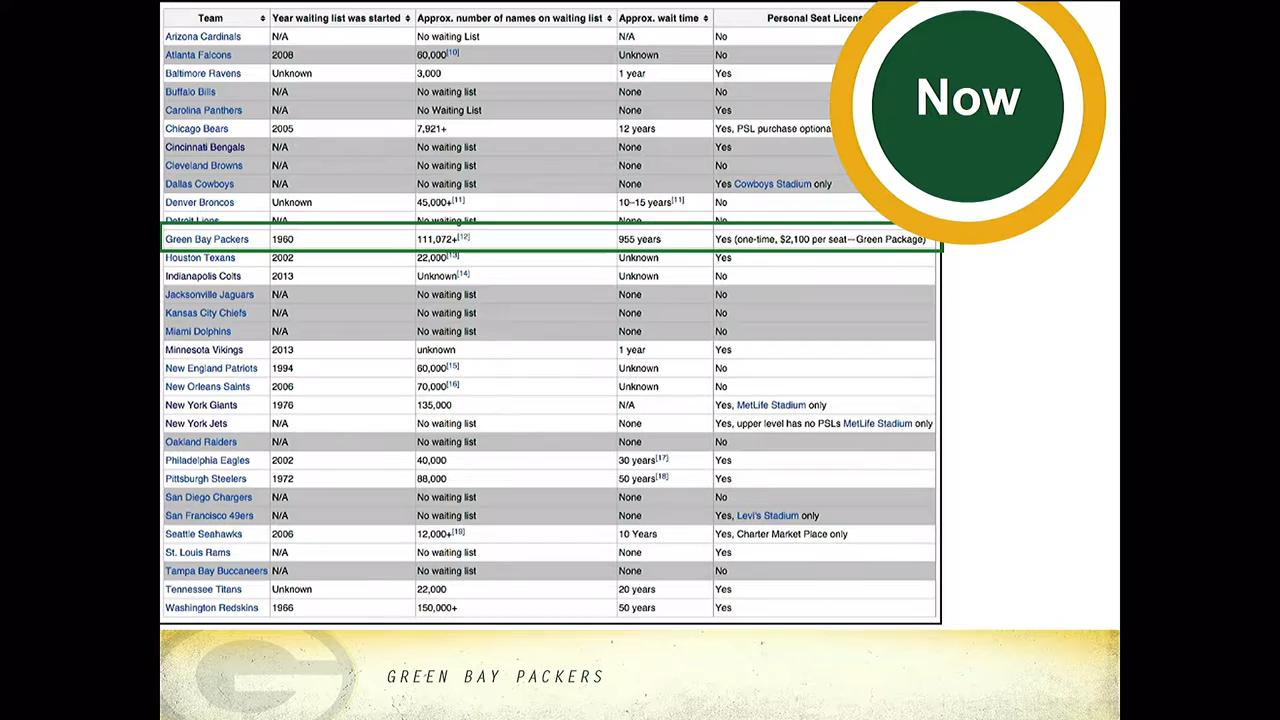 Team Year waiting list was started Approx. number of names on waiting list Approx. wait time Personal Seat Licens
Arizona Cardinals N/A No waiting List N/A No
Atlanta Falcons 2008 60,000[10] Unknown No
Baltimore Ravens Unknown 3,000 1 year Yes
Buffalo Bills N/A No waiting list None No
Carolina Panthers N/A No Waiting List None Yes
Chicago Bears 2005 7,921+ 12 years Yes, PSL purchase optiona
Cincinnati Bengals N/A No waiting list None Yes
Cleveland Browns N/A No waiting list None No
Dallas Cowboys N/A No waiting list None Yes Cowboys Stadium only
Denver Broncos Unknown 45,000+[11] 10–15 years[11] No
Detroit Lions N/A No waiting list None No
Green Bay Packers 1960 111,072+[12] 955 years Yes (one-time, $2,100 per seat—Green Package)
Houston Texans 2002 22,000[13] Unknown Yes
Indianapolis Colts 2013 Unknown[14] Unknown No
Jacksonville Jaguars N/A No waiting list None No
Kansas City Chiefs N/A No waiting list None No
Miami Dolphins N/A No waiting list None No
Minnesota Vikings 2013 unknown 1 year Yes
New England Patriots 1994 60,000[15] Unknown No
New Orleans Saints 2006 70,000[16] Unknown No
New York Giants 1976 135,000 N/A Yes, MetLife Stadium only
New York Jets N/A No waiting list None Yes, upper level has no PSLs MetLife Stadium only
Oakland Raiders N/A No waiting list None No
Philadelphia Eagles 2002 40,000 30 years[17] Yes
Pittsburgh Steelers 1972 88,000 50 years[18] Yes
San Diego Chargers N/A No waiting list None No
San Francisco 49ers N/A No waiting list None Yes, Levi's Stadium only
Seattle Seahawks 2006 12,000+[19] 10 Years Yes, Charter Market Place only
St. Louis Rams N/A No waiting list None Yes
Tampa Bay Buccaneers N/A No waiting list None No
Tennessee Titans Unknown 22,000 20 years Yes
Washington Redskins 1966 150,000+ 50 years Yes
Now
G
GREEN BAY PACKERS